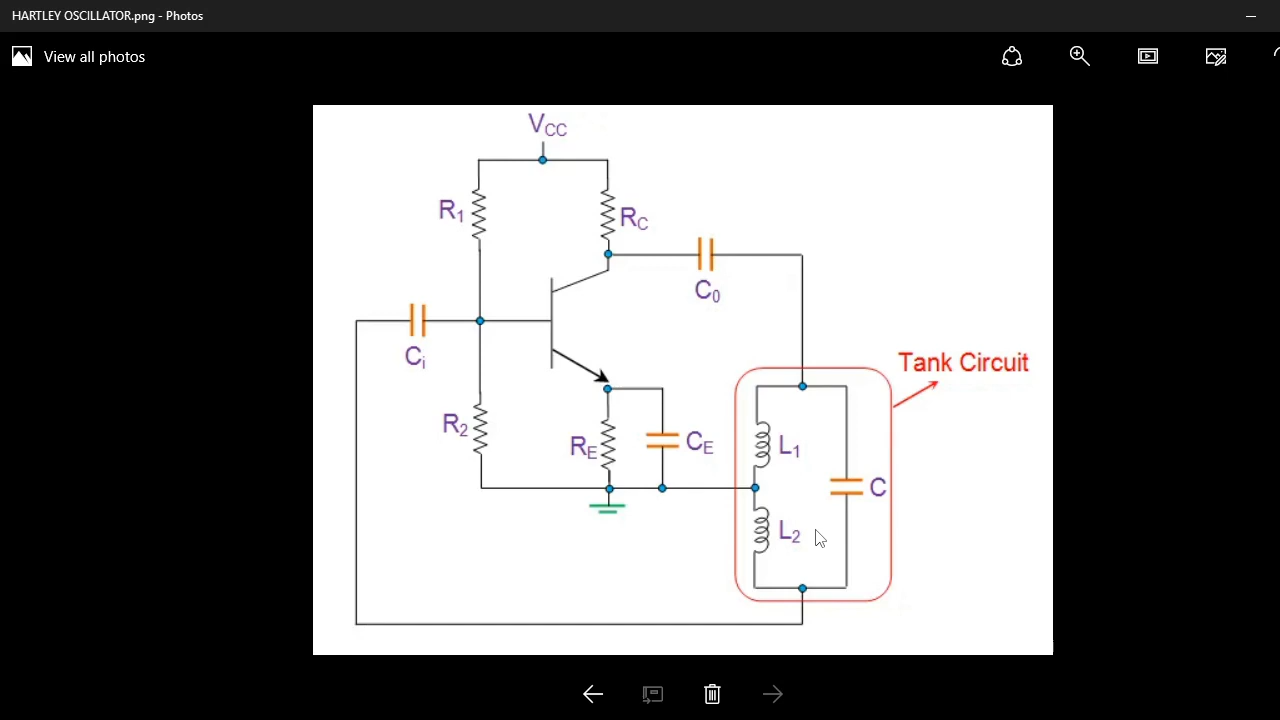 HARTLEY OSCILLATOR.png - Photos
View all photos
VCC
R1
RC
C0
Ci
Tank Circuit
R2
RE
CE
L1
C
L2